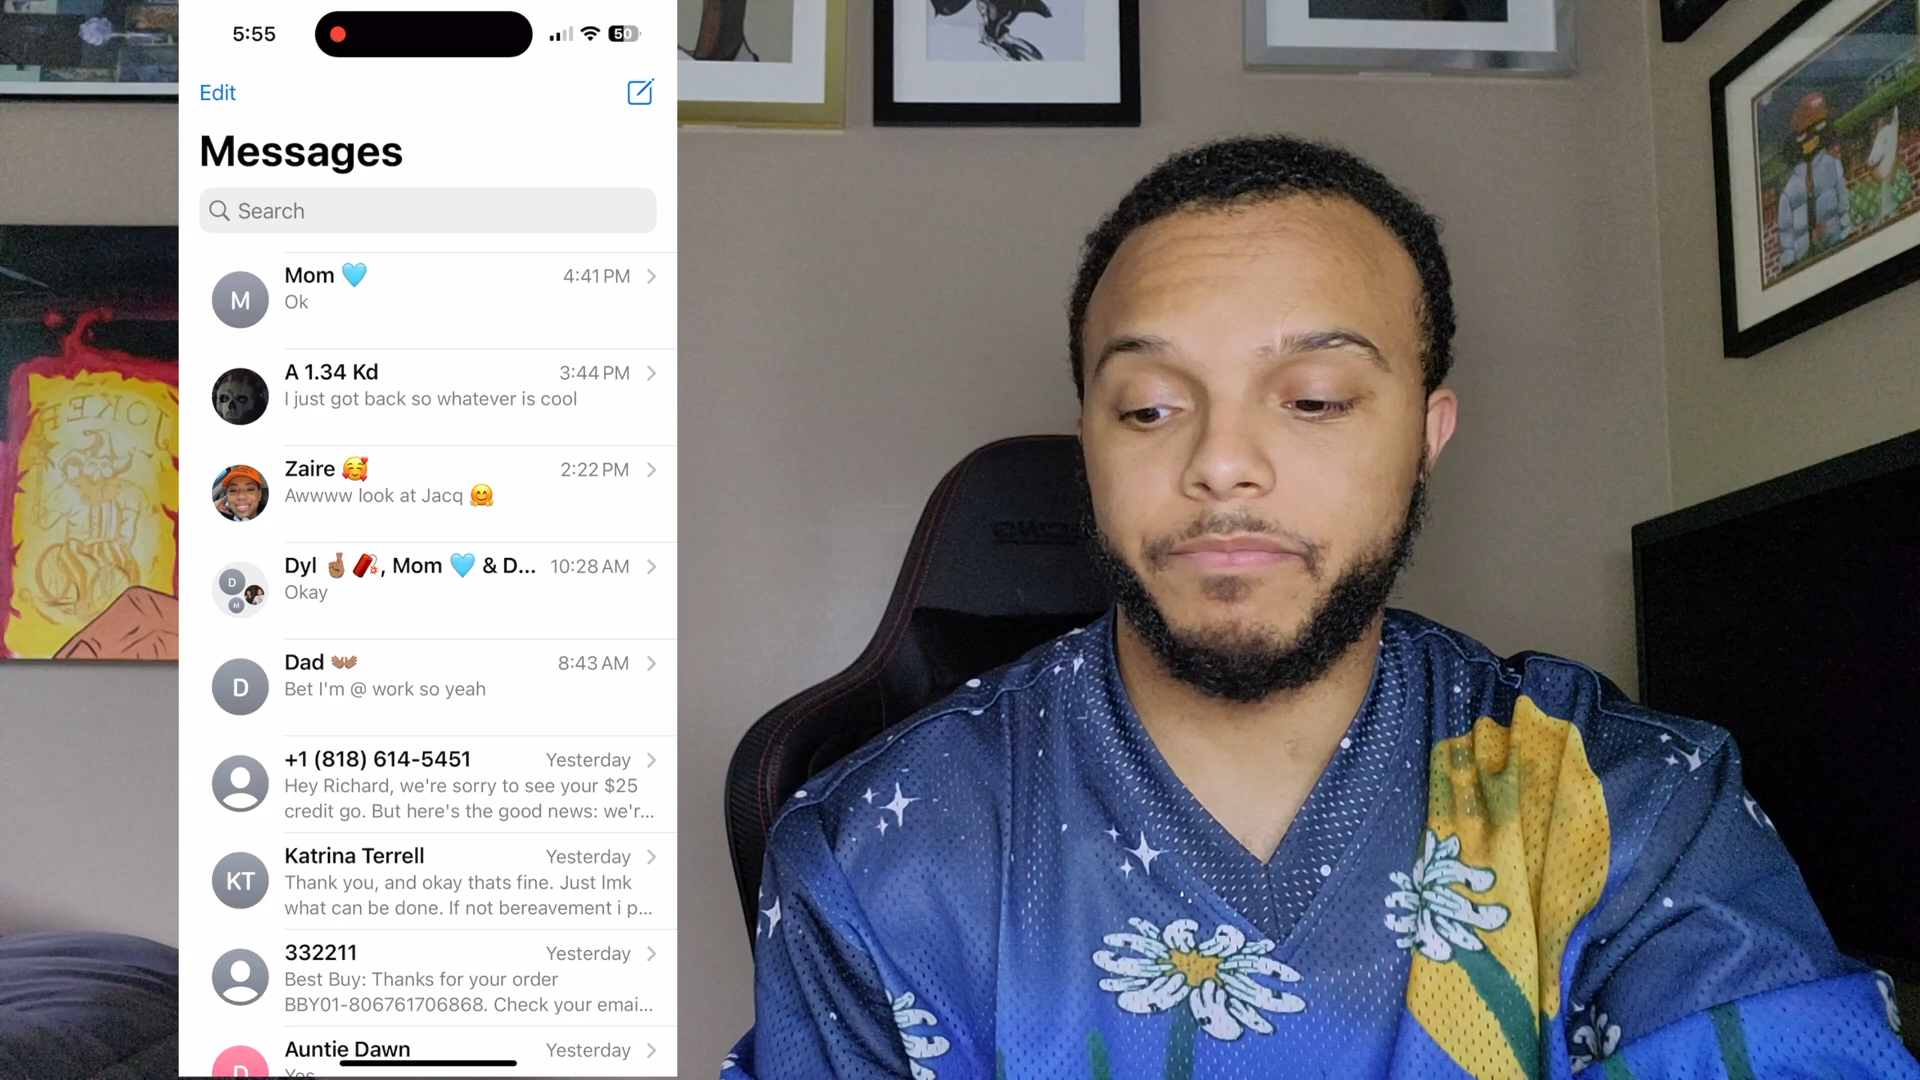 5:55
50
Edit
Messages
Search
Mom 🩵 4:41 PM
Ok
A 1.34 Kd 3:44 PM
I just got back so whatever is cool
Zaire 🥰 2:22 PM
Awwww look at Jacq 🤗
Dyl 🤞🏽🧨, Mom 🩵 & D... 10:28 AM
Okay
Dad 👐🏽 8:43 AM
Bet I'm @ work so yeah
+1 (818) 614-5451 Yesterday
Hey Richard, we're sorry to see your $25
credit go. But here's the good news: we'r...
Katrina Terrell Yesterday
Thank you, and okay thats fine. Just lmk
what can be done. If not bereavement i p...
332211 Yesterday
Best Buy: Thanks for your order
BBY01-806761706868. Check your emai...
Auntie Dawn Yesterday
Yes
M
D
M
D
KT
D
JOKER